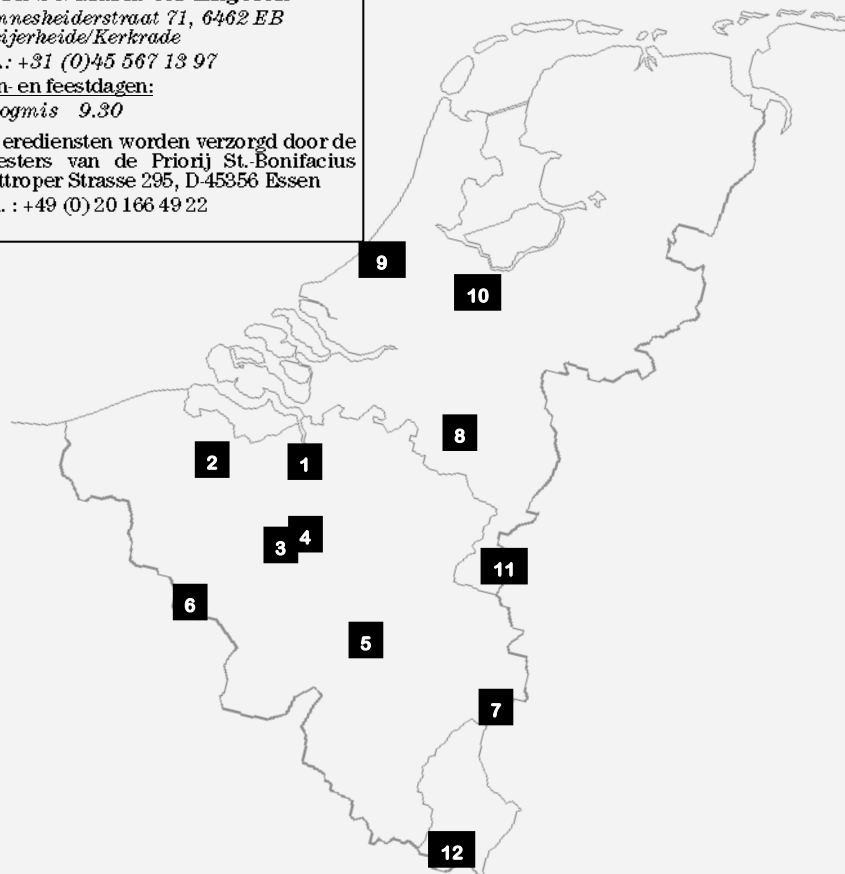 nnesheiderstraat 71, 6462 EB
ijerheide/Kerkrade
.: +31 (0)45 567 13 97
n- en feestdagen:
ogmis 9.30
erediensten worden verzorgd door de
esters van de Priorij St.-Bonifacius
ttroper Strasse 295, D-45356 Essen
. : +49 (0) 20 166 49 22
9
10
8
2
1
4
3
11
6
5
7
12